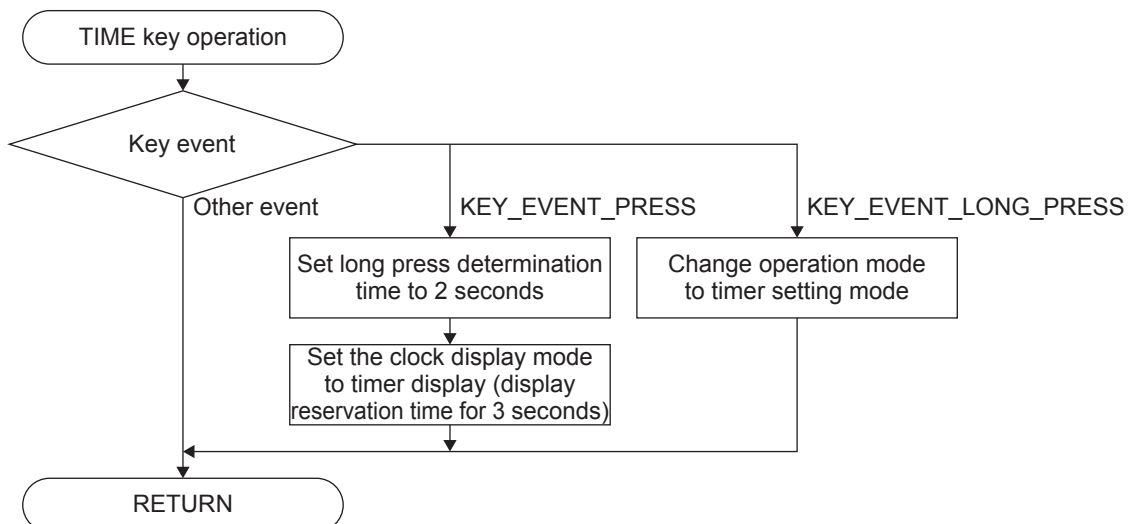 TIME key operation
Key event
Other event
KEY_EVENT_PRESS
KEY_EVENT_LONG_PRESS
Set long press determination
time to 2 seconds
Change operation mode
to timer setting mode
Set the clock display mode
to timer display (display
reservation time for 3 seconds)
RETURN